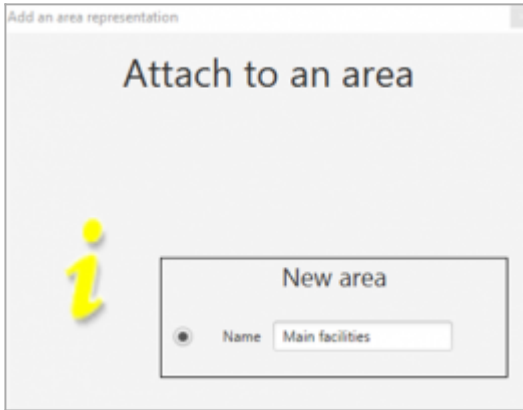 Add an area representation
Attach to an area
New area
Name Main facilities